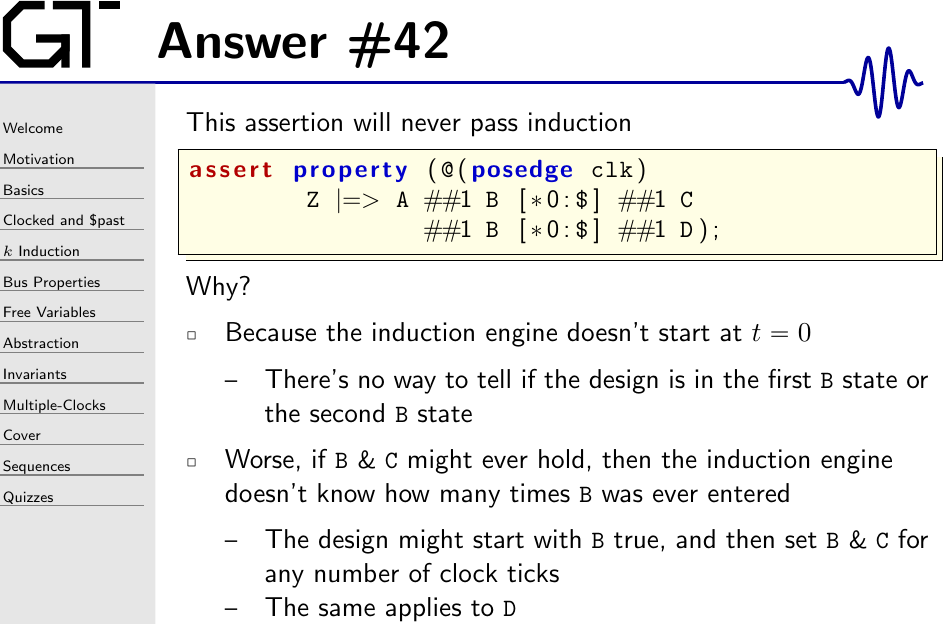 GT
Answer #42
Welcome
Motivation
Basics
Clocked and $past
k Induction
Bus Properties
Free Variables
Abstraction
Invariants
Multiple-Clocks
Cover
Sequences
Quizzes
This assertion will never pass induction
assert property (@(posedge clk)
Z |=> A ##1 B [*0:$] ##1 C
##1 B [*0:$] ##1 D);
Why?
Because the induction engine doesn't start at t = 0
– There's no way to tell if the design is in the first B state or
the second B state
Worse, if B & C might ever hold, then the induction engine
doesn't know how many times B was ever entered
– The design might start with B true, and then set B & C for
any number of clock ticks
– The same applies to D